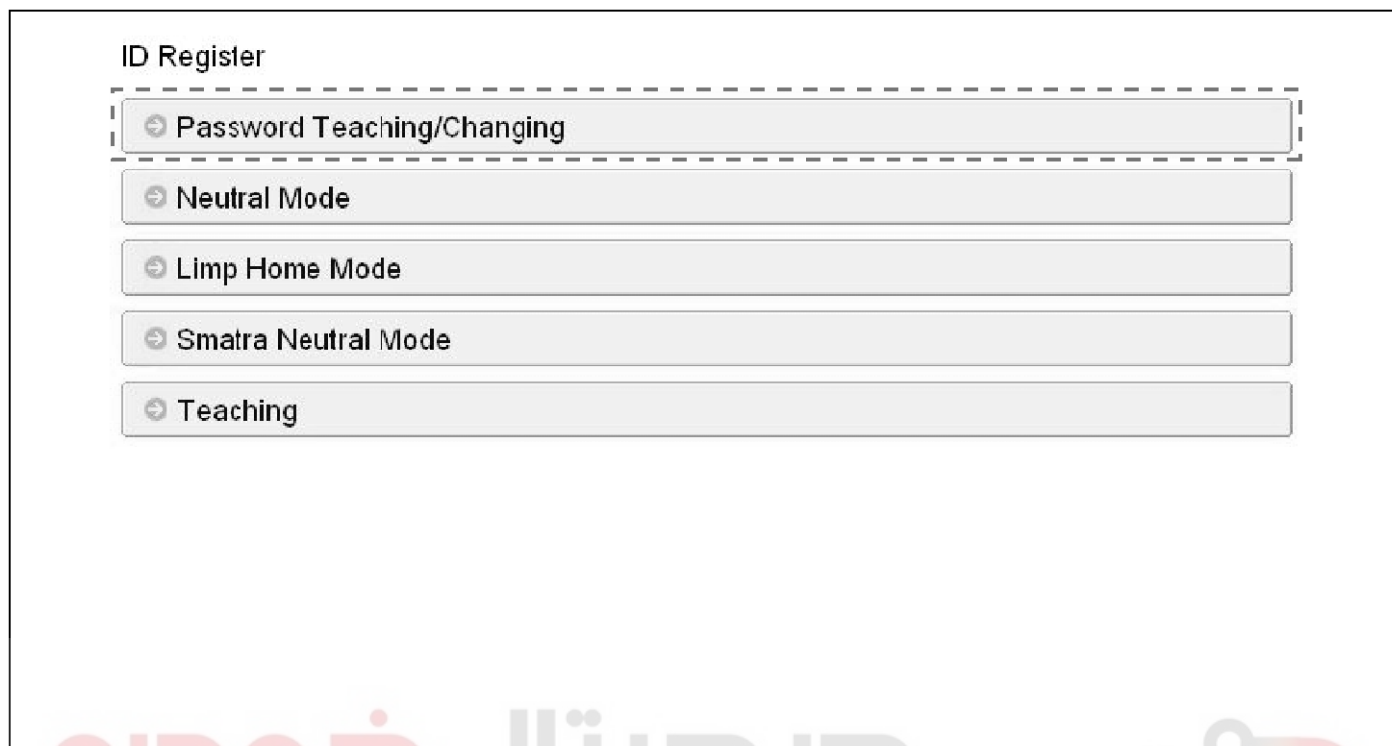 ID Register
Password Teaching/Changing
Neutral Mode
Limp Home Mode
Smatra Neutral Mode
Teaching